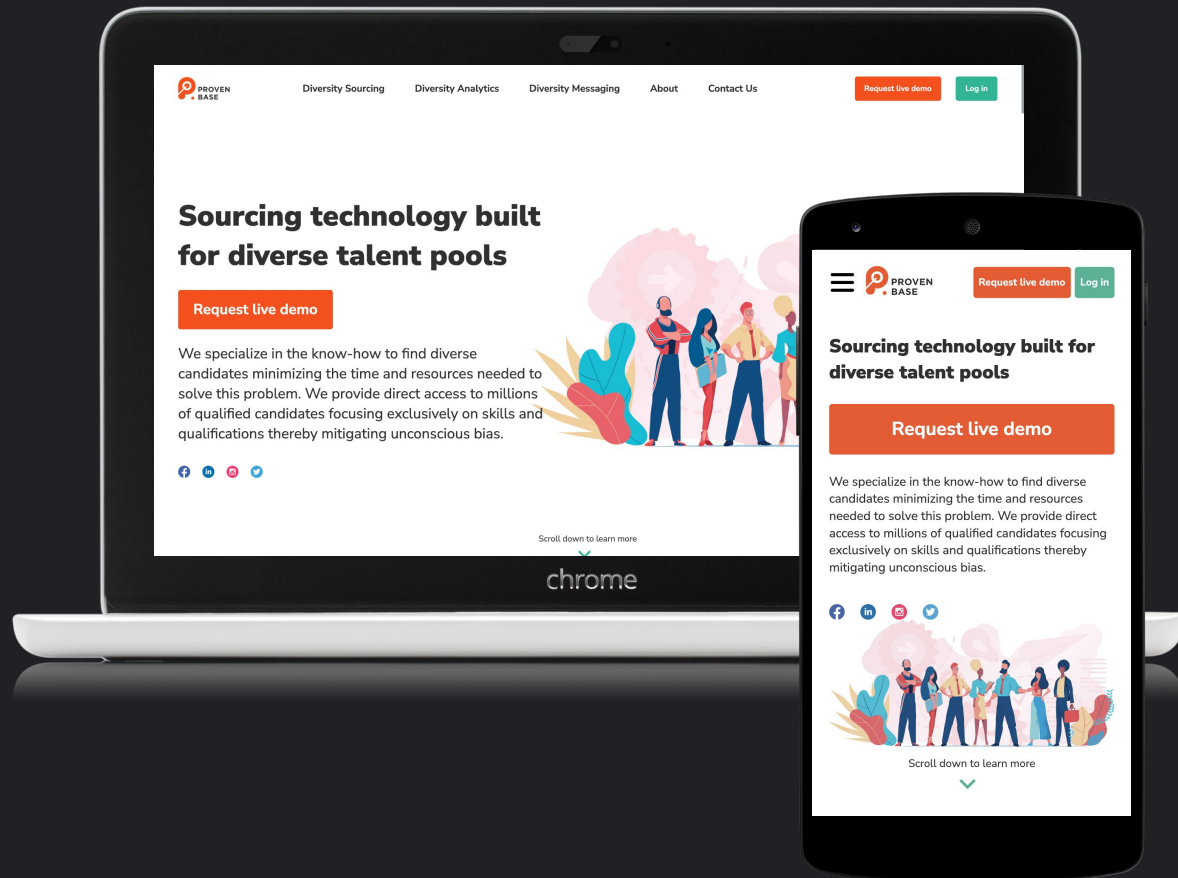 PROVEN
BASE
Diversity Sourcing
Diversity Analytics
Diversity Messaging
About
Contact Us
Request live demo
Log in
Sourcing technology built
for diverse talent pools
Request live demo
We specialize in the know-how to find diverse
candidates minimizing the time and resources needed to
solve this problem. We provide direct access to millions
of qualified candidates focusing exclusively on skills and
qualifications thereby mitigating unconscious bias.
Scroll down to learn more
chrome
PROVEN
BASE
Request live demo
Log in
Sourcing technology built for
diverse talent pools
Request live demo
We specialize in the know-how to find diverse
candidates minimizing the time and resources
needed to solve this problem. We provide direct
access to millions of qualified candidates focusing
exclusively on skills and qualifications thereby
mitigating unconscious bias.
Scroll down to learn more